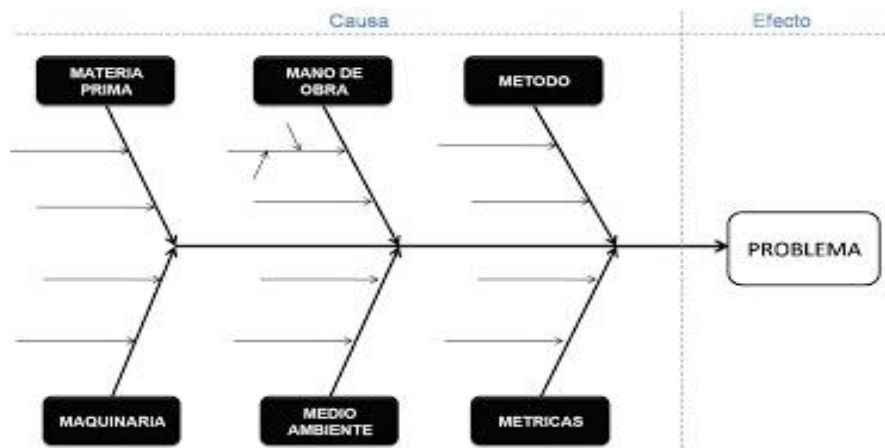 Causa
Efecto
MATERIA
PRIMA
MANO DE
OBRA
METODO
PROBLEMA
MAQUINARIA
MEDIO
AMBIENTE
METRICAS